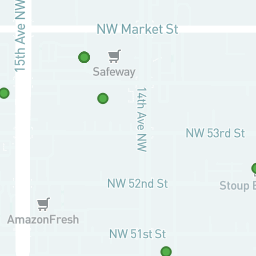 NW Market St
15th Ave NW
Safeway
14th Ave NW
NW 53rd St
NW 52nd St
Stoup B
AmazonFresh
NW 51st St